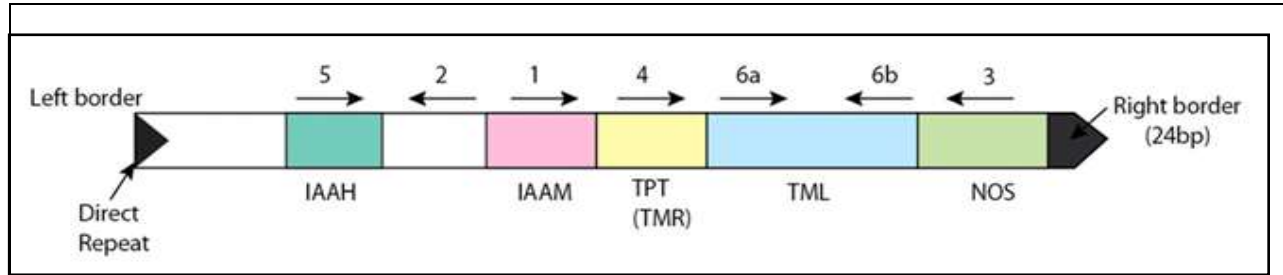 5 2 1 4 6a 6b 3
Left border
Right border
(24bp)
IAAH IAAM TPT TML NOS
(TMR)
Direct
Repeat